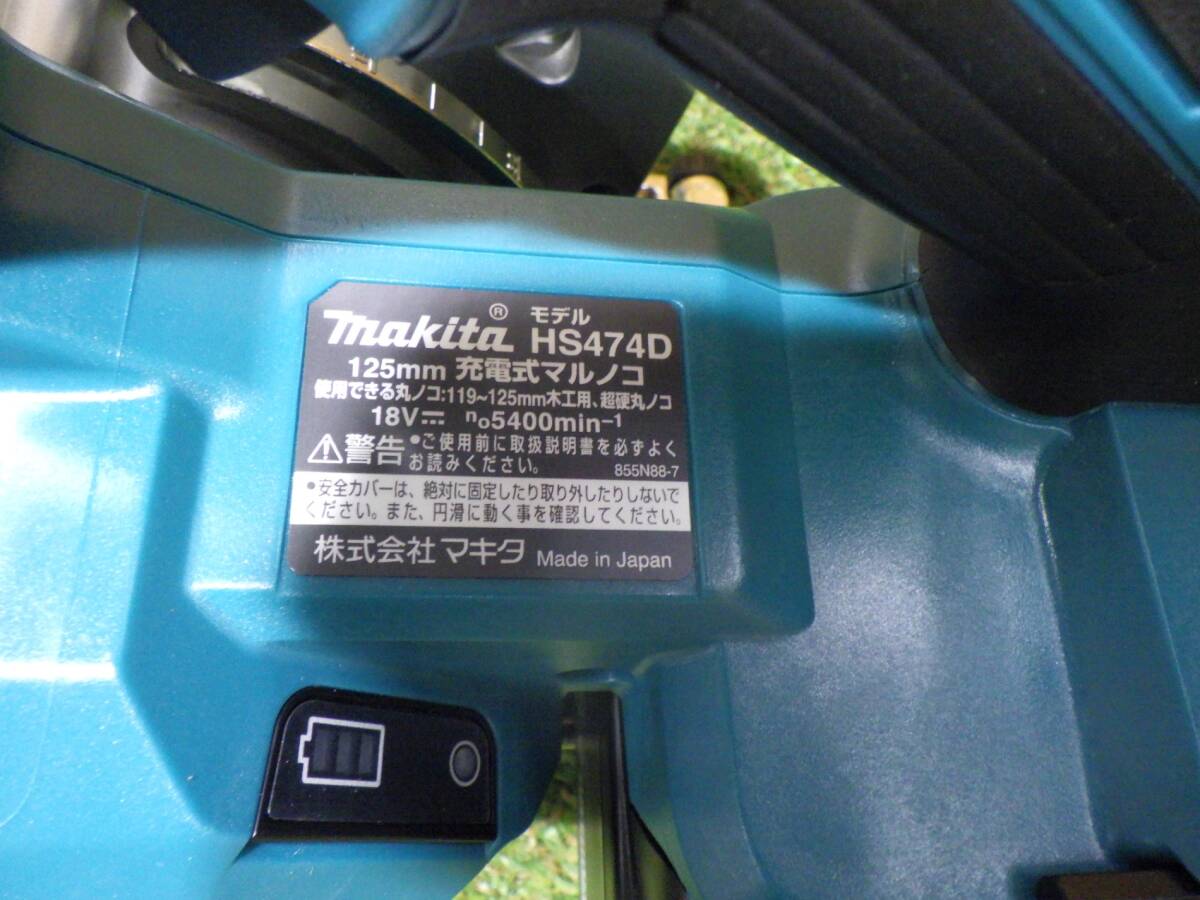 makita® モデル
HS474D
125mm 充電式マルノコ
使用できる丸ノコ:119~125mm木工用、超硬丸ノコ
18V⎓ n₀5400min⁻¹
⚠警告 •ご使用前に取扱説明書を必ずよく
お読みください。 855N88-7
•安全カバーは、絶対に固定したり取り外したりしないで
ください。また、円滑に動く事を確認してください。
株式会社マキタ Made in Japan